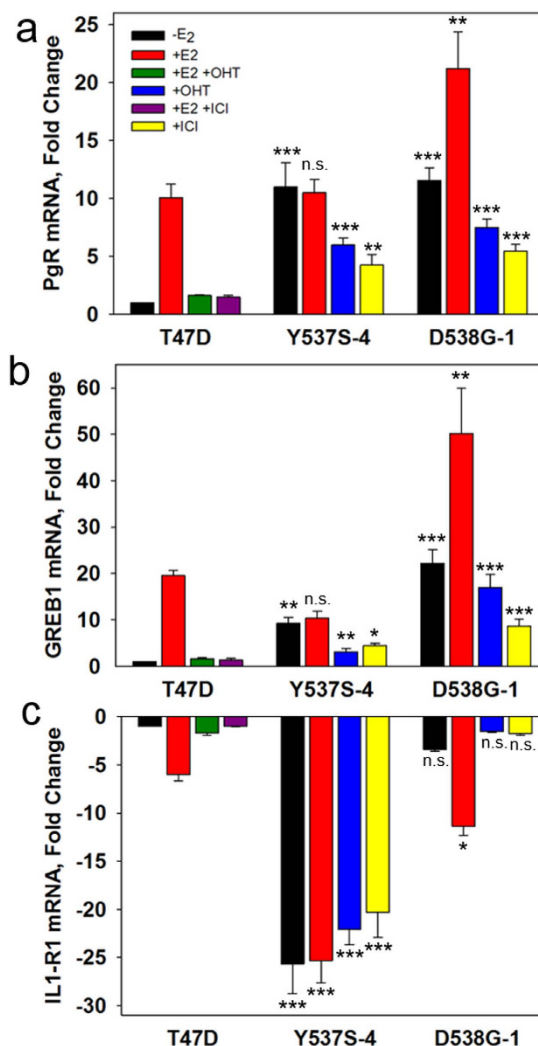 a
PgR mRNA, Fold Change
25
20
15
10
5
0
-E2
+E2
+E2 +OHT
+OHT
+E2 +ICI
+ICI
*** n.s. *** ** *** ** *** ***
T47D Y537S-4 D538G-1
b
GREB1 mRNA, Fold Change
60
50
40
30
20
10
0
** n.s. ** * *** ** *** ***
T47D Y537S-4 D538G-1
c
IL1-R1 mRNA, Fold Change
0
-5
-10
-15
-20
-25
-30
*** *** *** *** n.s. * n.s. n.s.
T47D Y537S-4 D538G-1